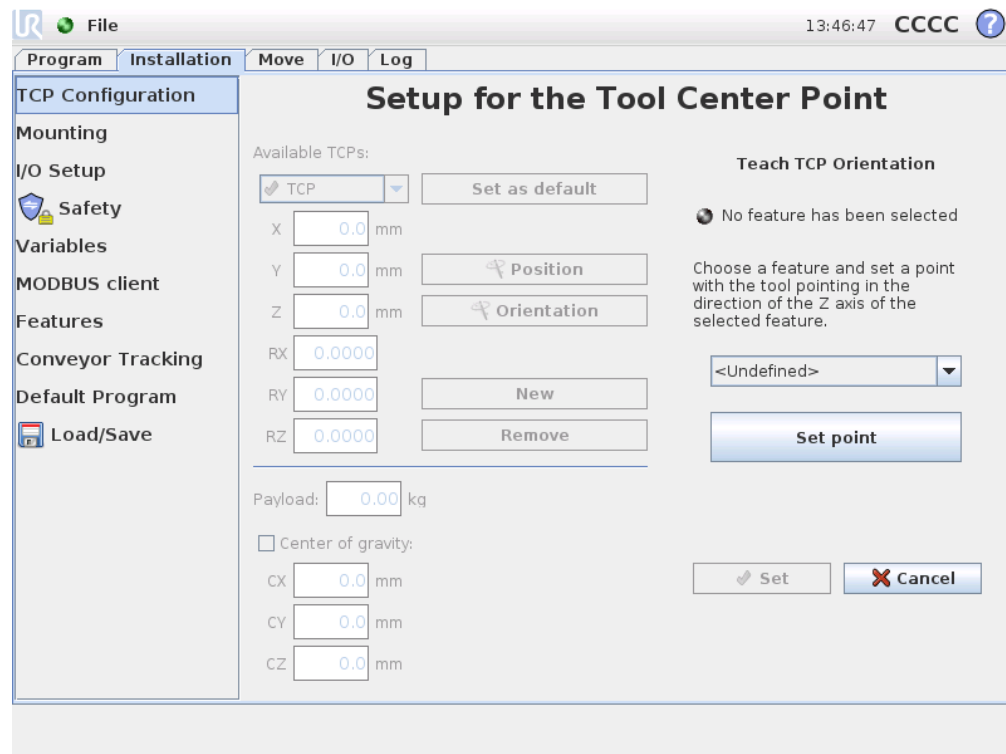 UR File 13:46:47 CCCC ?
Program Installation Move I/O Log
TCP Configuration
Mounting
I/O Setup
Safety
Variables
MODBUS client
Features
Conveyor Tracking
Default Program
Load/Save
Setup for the Tool Center Point
Available TCPs:
TCP Set as default
X 0.0 mm
Y 0.0 mm Position
Z 0.0 mm Orientation
RX 0.0000
RY 0.0000 New
RZ 0.0000 Remove
Payload: 0.00 kg
Center of gravity:
CX 0.0 mm
CY 0.0 mm
CZ 0.0 mm
Teach TCP Orientation
No feature has been selected
Choose a feature and set a point
with the tool pointing in the
direction of the Z axis of the
selected feature.
<Undefined>
Set point
Set Cancel